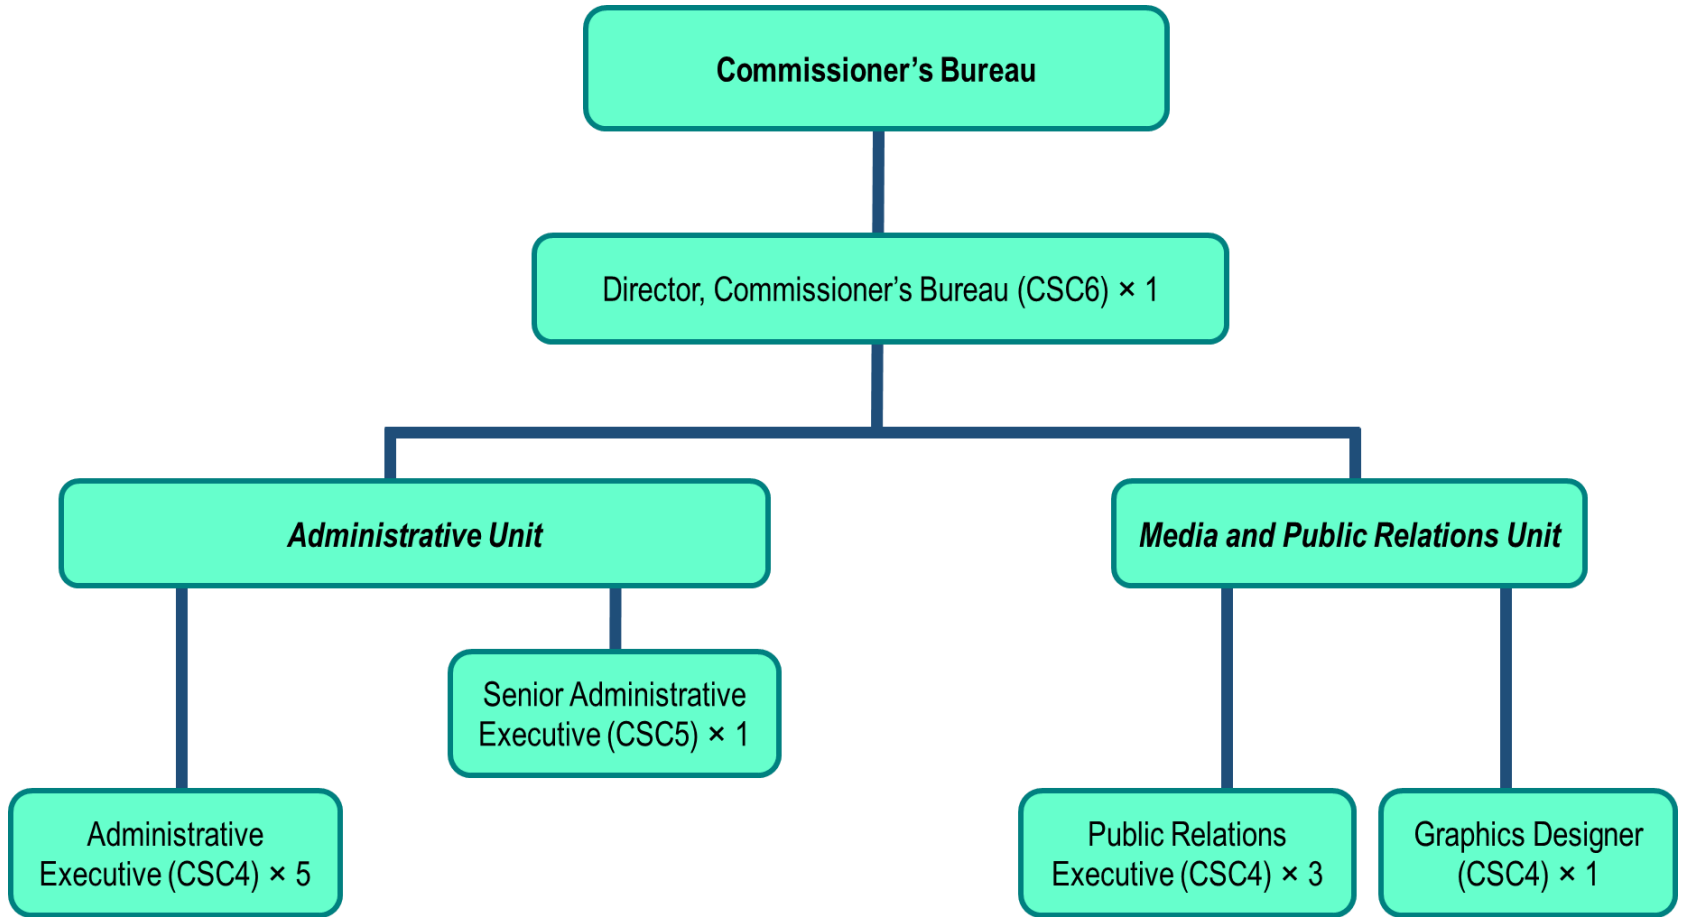 Commissioner’s Bureau
Director, Commissioner’s Bureau (CSC6) × 1
Administrative Unit
Media and Public Relations Unit
Senior Administrative
Executive (CSC5) × 1
Administrative
Executive (CSC4) × 5
Public Relations
Executive (CSC4) × 3
Graphics Designer
(CSC4) × 1